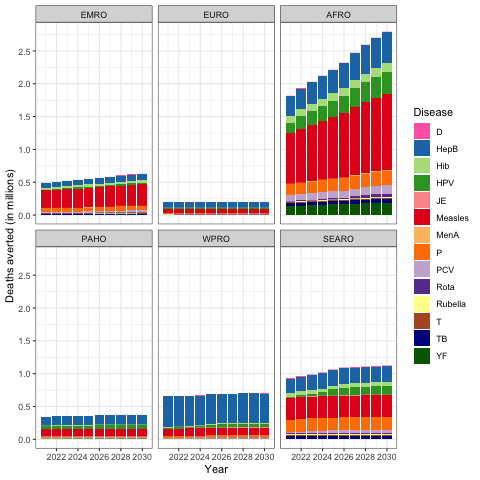 EMRO EURO AFRO
Deaths averted (in millions)
2.5
2.0
1.5
1.0
0.5
0.0
PAHO WPRO SEARO
2.5
2.0
1.5
1.0
0.5
0.0
2022 2024 2026 2028 2030 2022 2024 2026 2028 2030 2022 2024 2026 2028 2030
Year
Disease
D
HepB
Hib
HPV
JE
Measles
MenA
P
PCV
Rota
Rubella
T
TB
YF